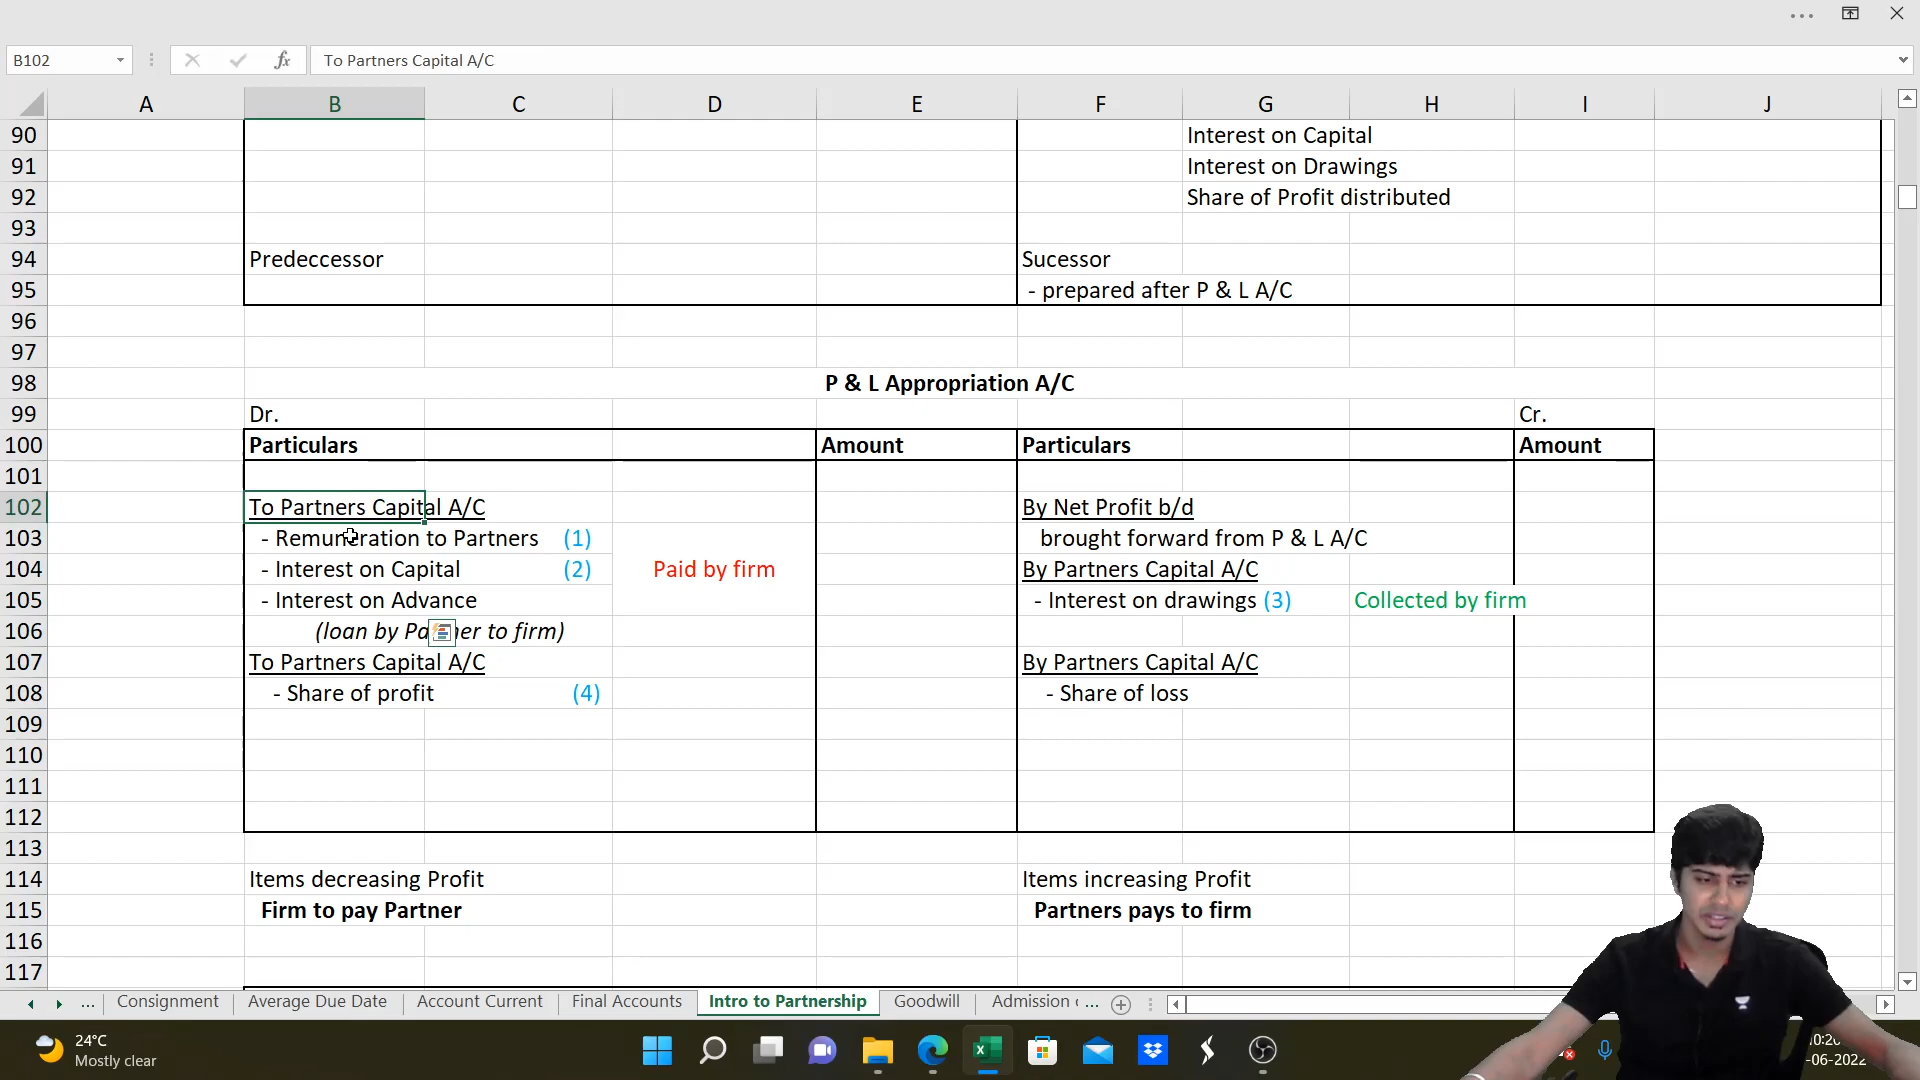 B102
fx
To Partners Capital A/C
A B C D E F G H I J
90 Interest on Capital
91 Interest on Drawings
92 Share of Profit distributed
93
94 Predeccessor Sucessor
95 - prepared after P & L A/C
96
97
98 P & L Appropriation A/C
99 Dr. Cr.
100 Particulars Amount Particulars Amount
101
102 To Partners Capital A/C By Net Profit b/d
103 - Remuneration to Partners (1) brought forward from P & L A/C
104 - Interest on Capital (2) Paid by firm By Partners Capital A/C
105 - Interest on Advance - Interest on drawings (3) Collected by firm
106 (loan by Partner to firm)
107 To Partners Capital A/C By Partners Capital A/C
108 - Share of profit (4) - Share of loss
109
110
111
112
113
114 Items decreasing Profit Items increasing Profit
115 Firm to pay Partner Partners pays to firm
116
117
... Consignment Average Due Date Account Current Final Accounts Intro to Partnership Goodwill Admission ...
24°C
Mostly clear
-06-2022